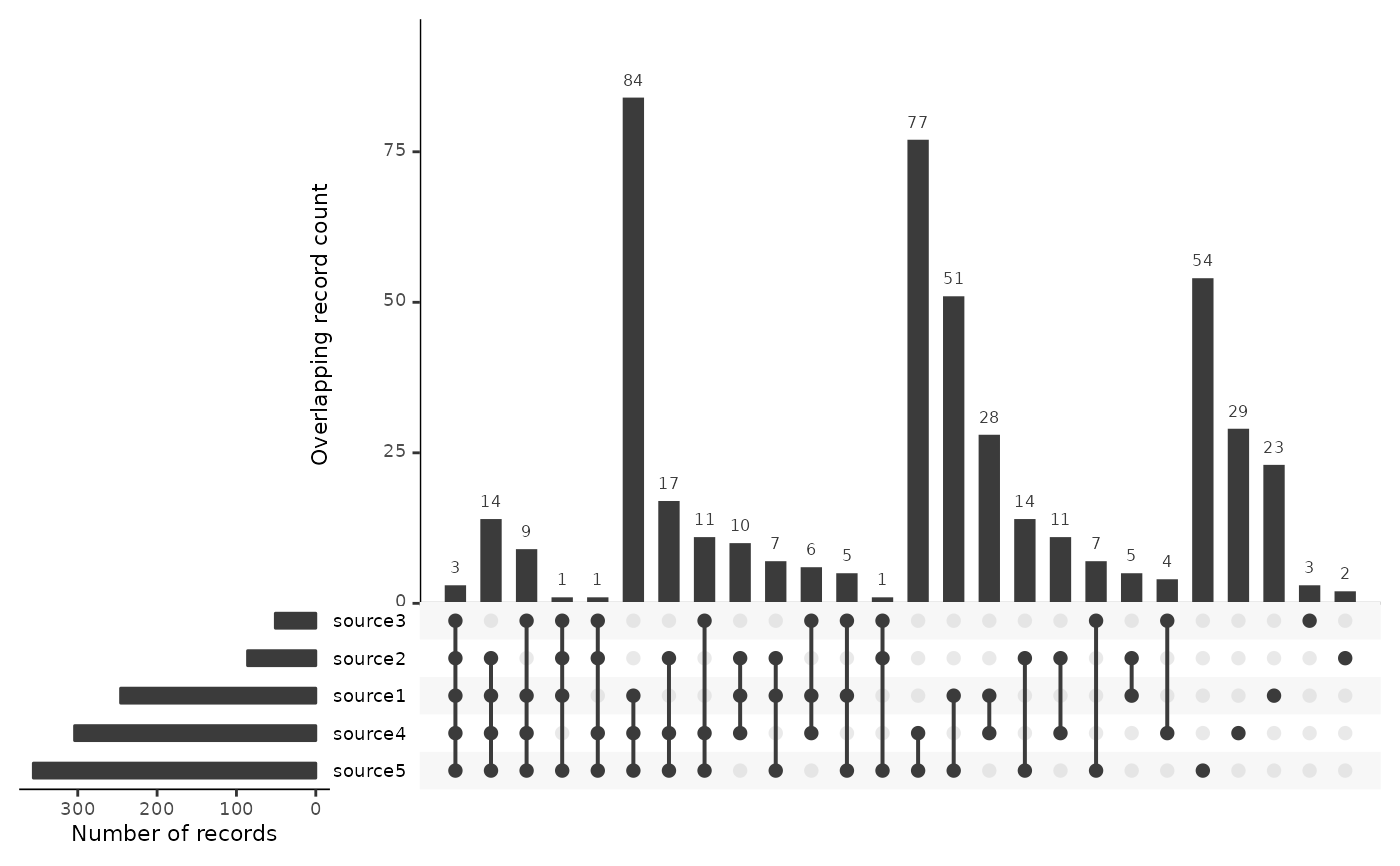 Overlapping record count
75
50
25
0
3 14 9 1 1 84 17 11 10 7 6 5 1 77 51 28 14 11 7 5 4 54 29 23 3 2
source3
source2
source1
source4
source5
300 200 100 0
Number of records